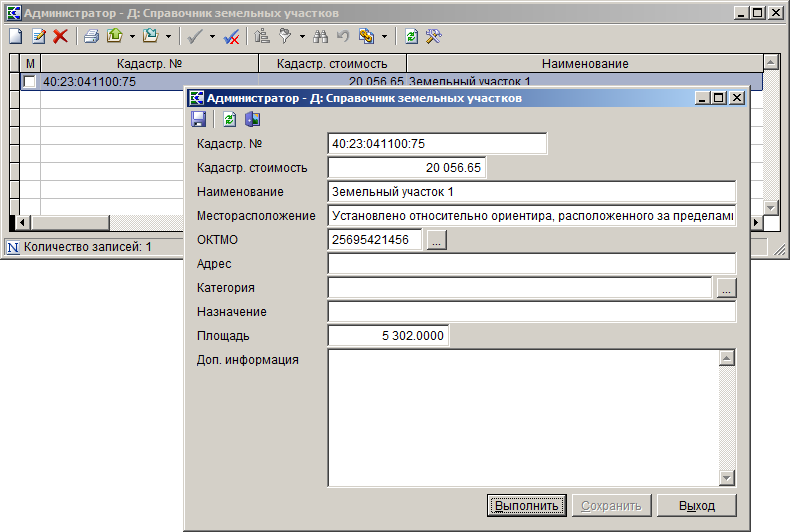 Администратор - Д: Справочник земельных участков
М Кадастр. № Кадастр. стоимость Наименование
40:23:041100:75 20 056.65 Земельный участок 1
Количество записей: 1
Администратор - Д: Справочник земельных участков
Кадастр. № 40:23:041100:75
Кадастр. стоимость 20 056.65
Наименование Земельный участок 1
Месторасположение Установлено относительно ориентира, расположенного за пределами
ОКТМО 25695421456 ...
Адрес
Категория ...
Назначение
Площадь 5 302.0000
Доп. информация
Выполнить Сохранить Выход